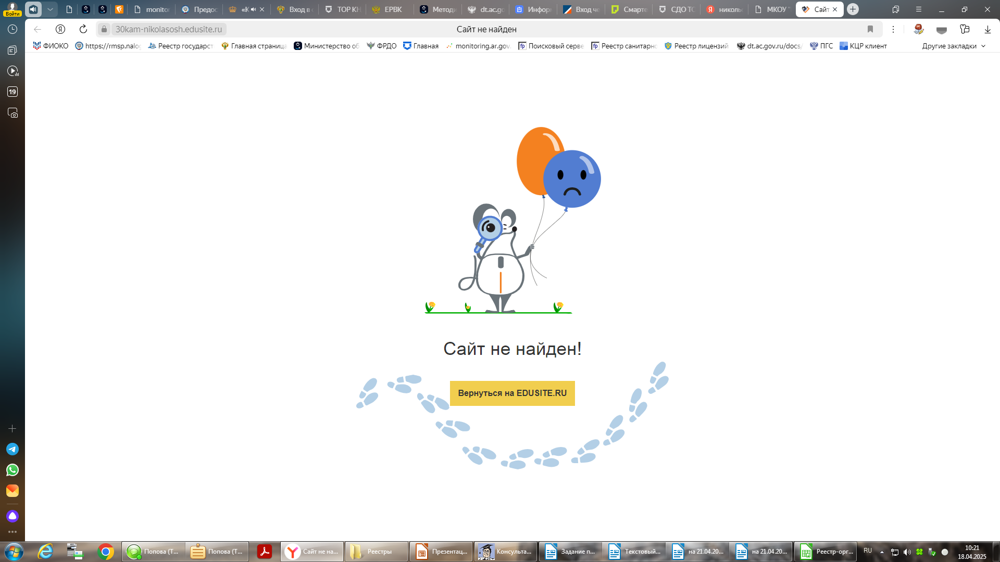 Войти
monitor
Предос
«К
Вход в с
ТОР КН
ЕРВК
Методи
dt.ac.go
Инфор
Вход че
Смарте
СДО ТО
николь
МКОУ "
Сайт
30kam-nikolasosh.edusite.ru
Сайт не найден
ФИОКО
https://rmsp.nalog
Реестр государст
Главная страница
Министерство об
ФРДО
Главная
monitoring.ar.gov.
Поисковый серве
Реестр санитарно
Реестр лицензий
dt.ac.gov.ru/docs/
ПГС
КЦР клиент
Другие закладки
19
Сайт не найден!
Вернуться на EDUSITE.RU
Попова (Т...
Попова (Т...
Сайт не на...
Реестры
Презентац...
Консульта...
Задание п...
Текстовый...
на 21.04.20...
на 21.04.20...
Реестр-орг...
RU
10:21
18.04.2025